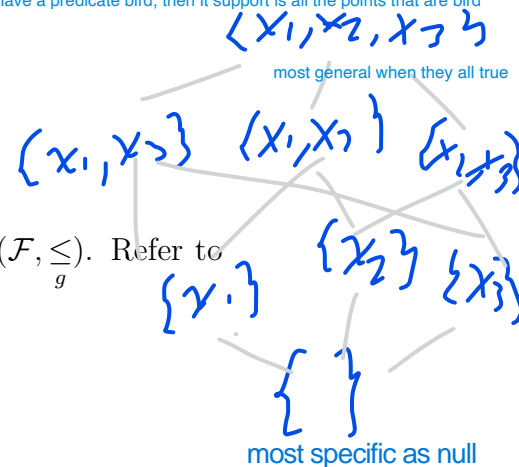 have a predicate bird, then it support is all the points that are bird
{x1,x2,x3}
most general when they all true
{x1,x3} {x1,x2} {x2,x3}
(F, ≤g). Refer to
{x1} {x2} {x3}
{ }
most specific as null